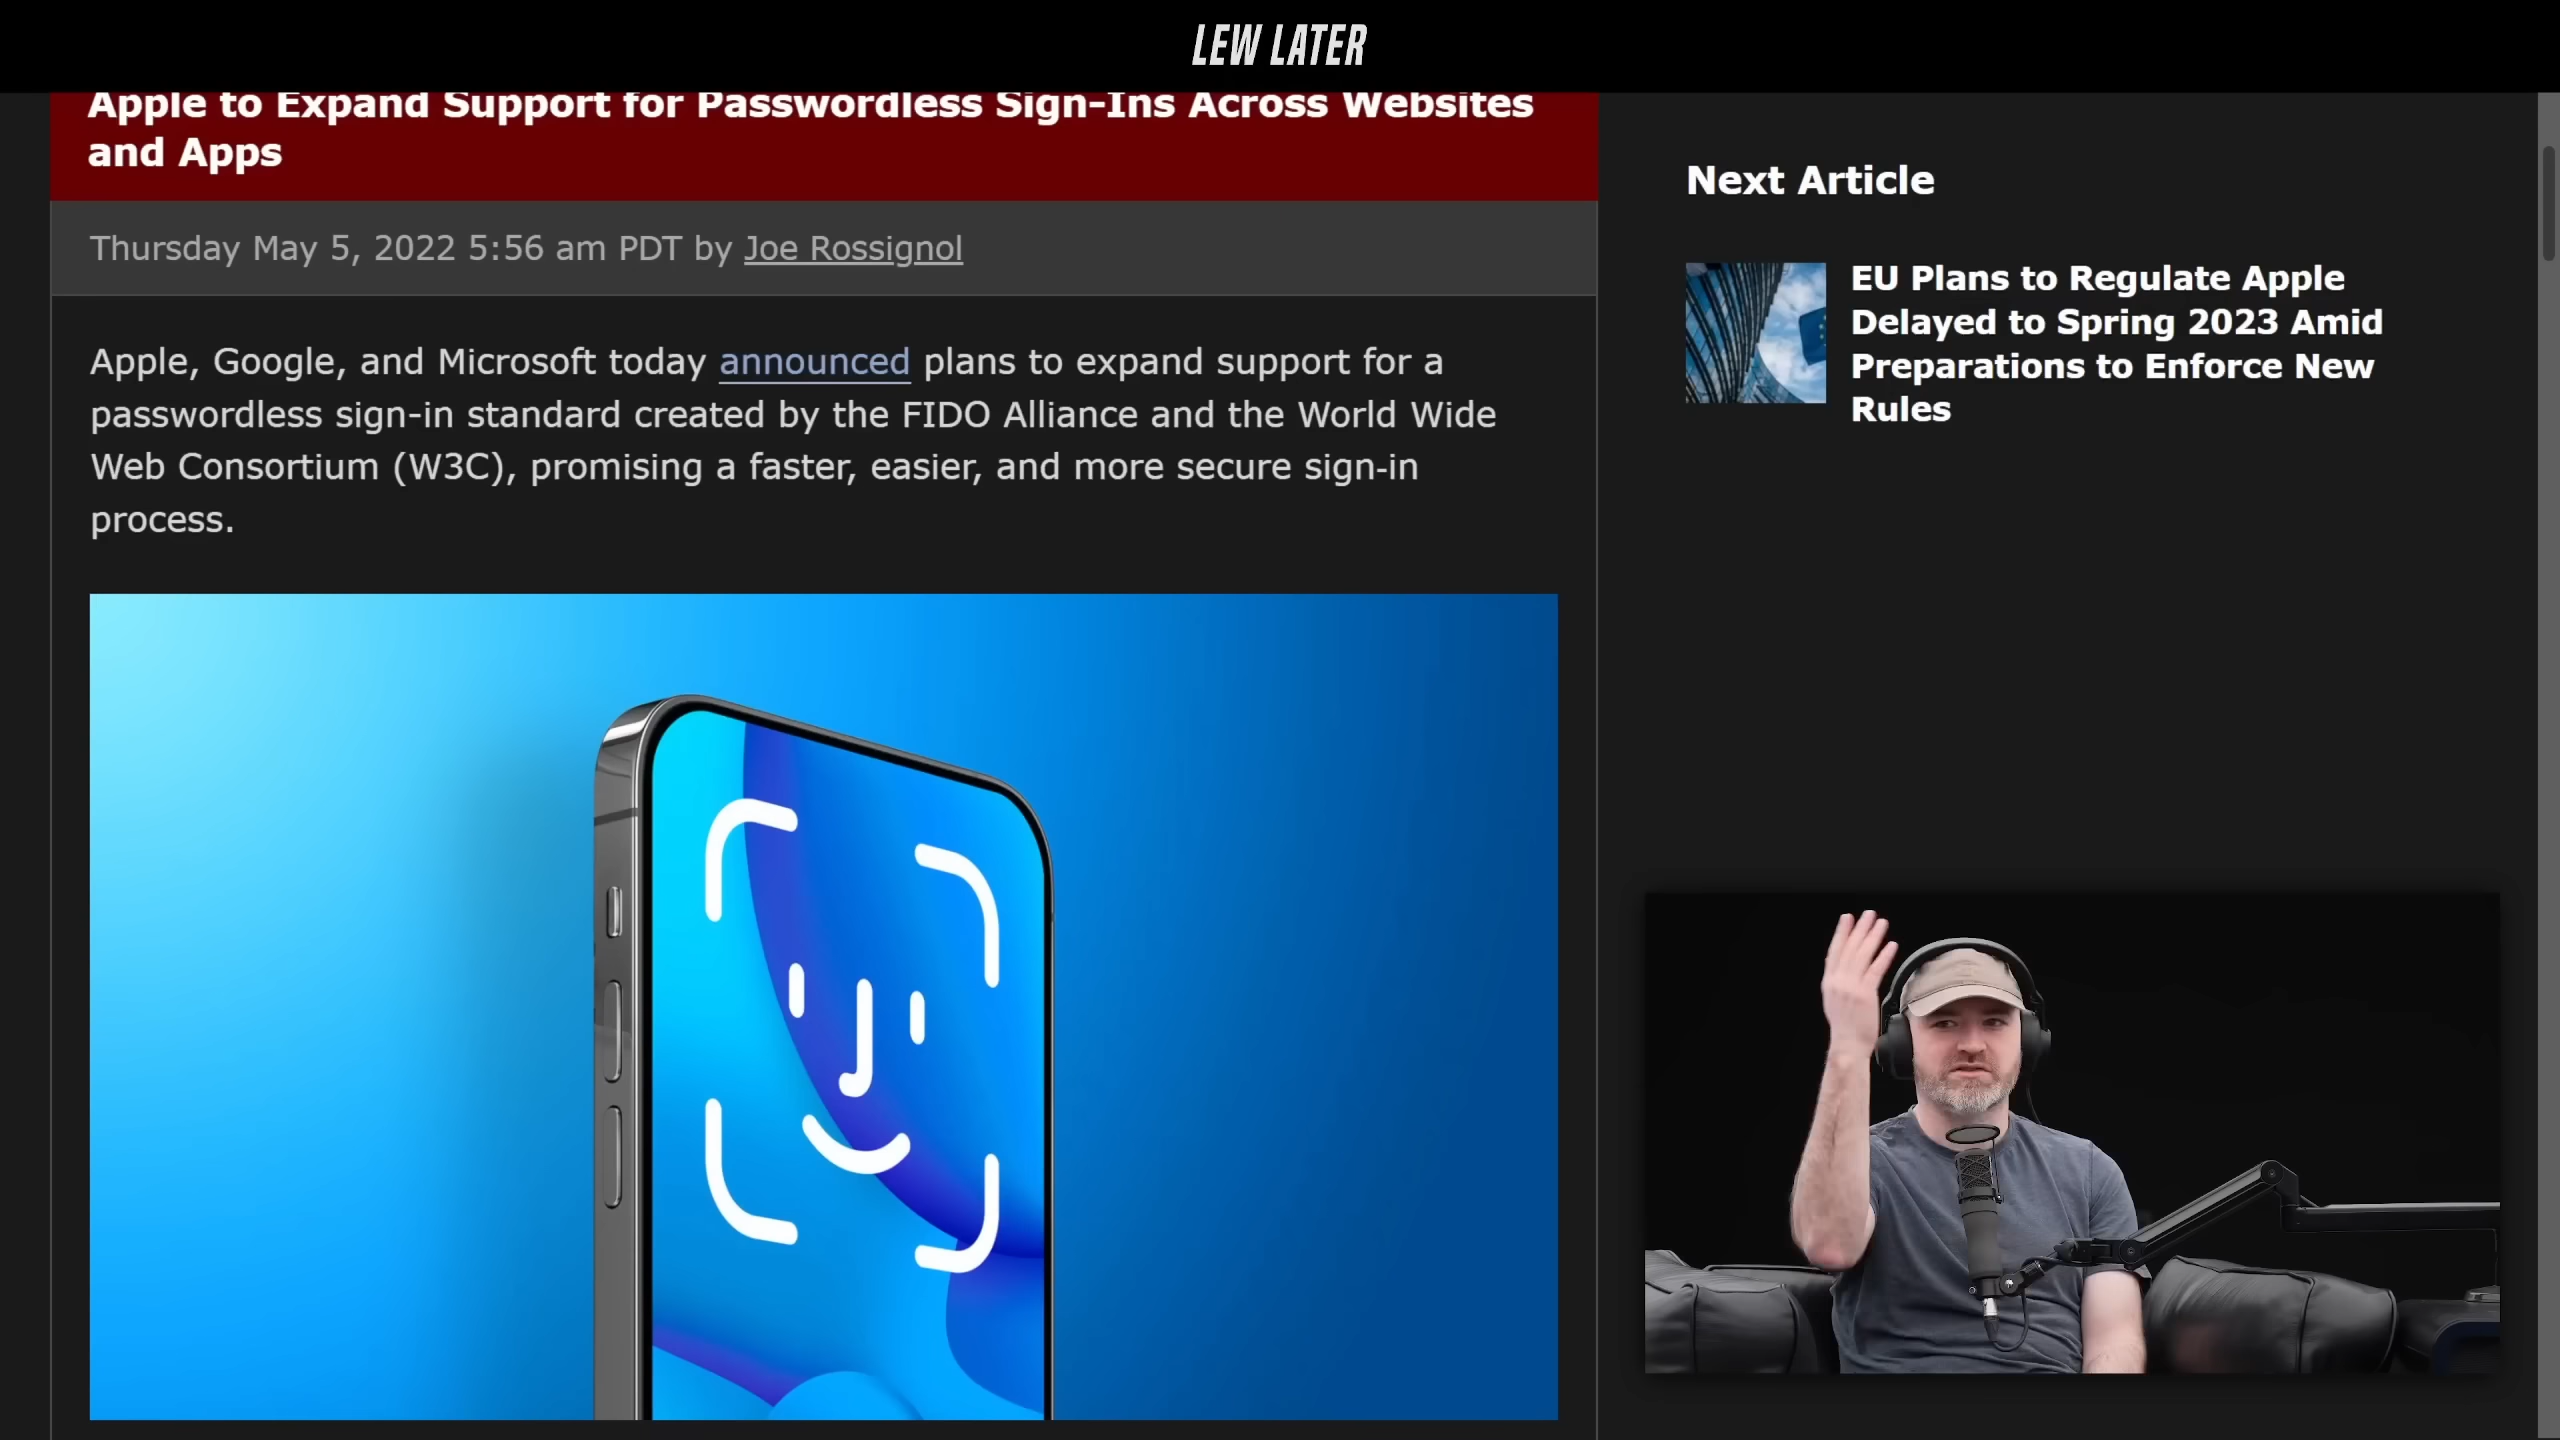 LEW LATER
Apple to Expand Support for Passwordless Sign-Ins Across Websites
and Apps
Thursday May 5, 2022 5:56 am PDT by Joe Rossignol
Apple, Google, and Microsoft today announced plans to expand support for a
passwordless sign-in standard created by the FIDO Alliance and the World Wide
Web Consortium (W3C), promising a faster, easier, and more secure sign-in
process.
Next Article
EU Plans to Regulate Apple
Delayed to Spring 2023 Amid
Preparations to Enforce New
Rules